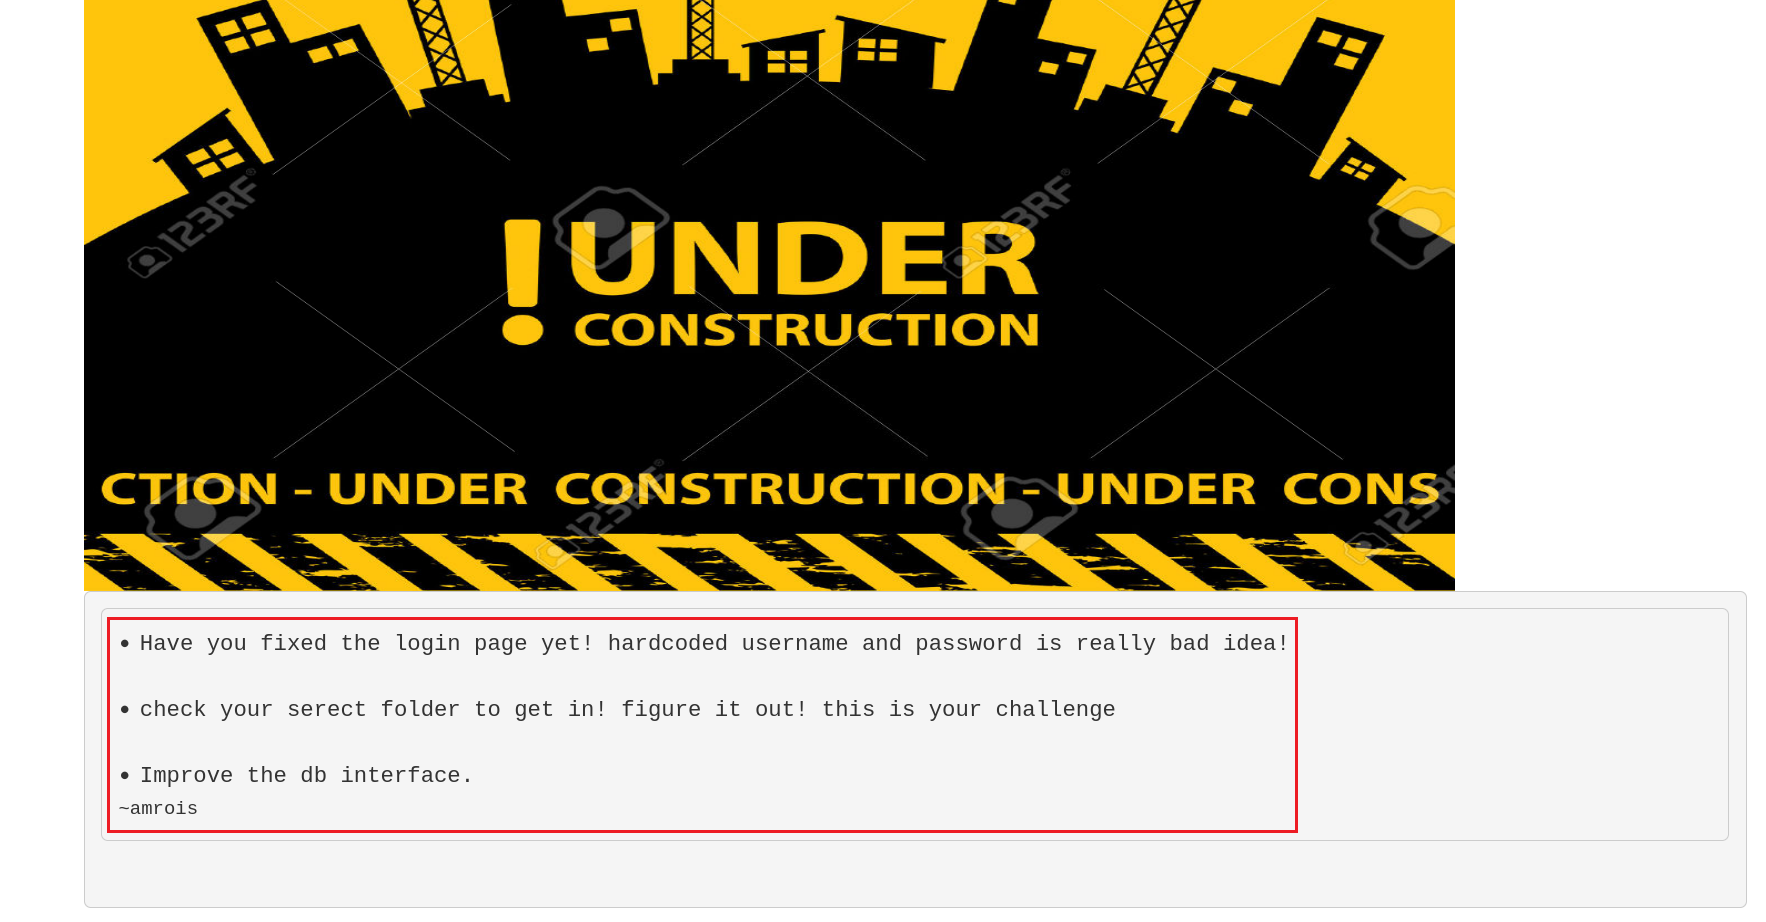 ! UNDER
CONSTRUCTION
CTION - UNDER CONSTRUCTION - UNDER CONS
• Have you fixed the login page yet! hardcoded username and password is really bad idea!
• check your serect folder to get in! figure it out! this is your challenge
• Improve the db interface.
~amrois
123RF®
123RF®
123RF®
123RF